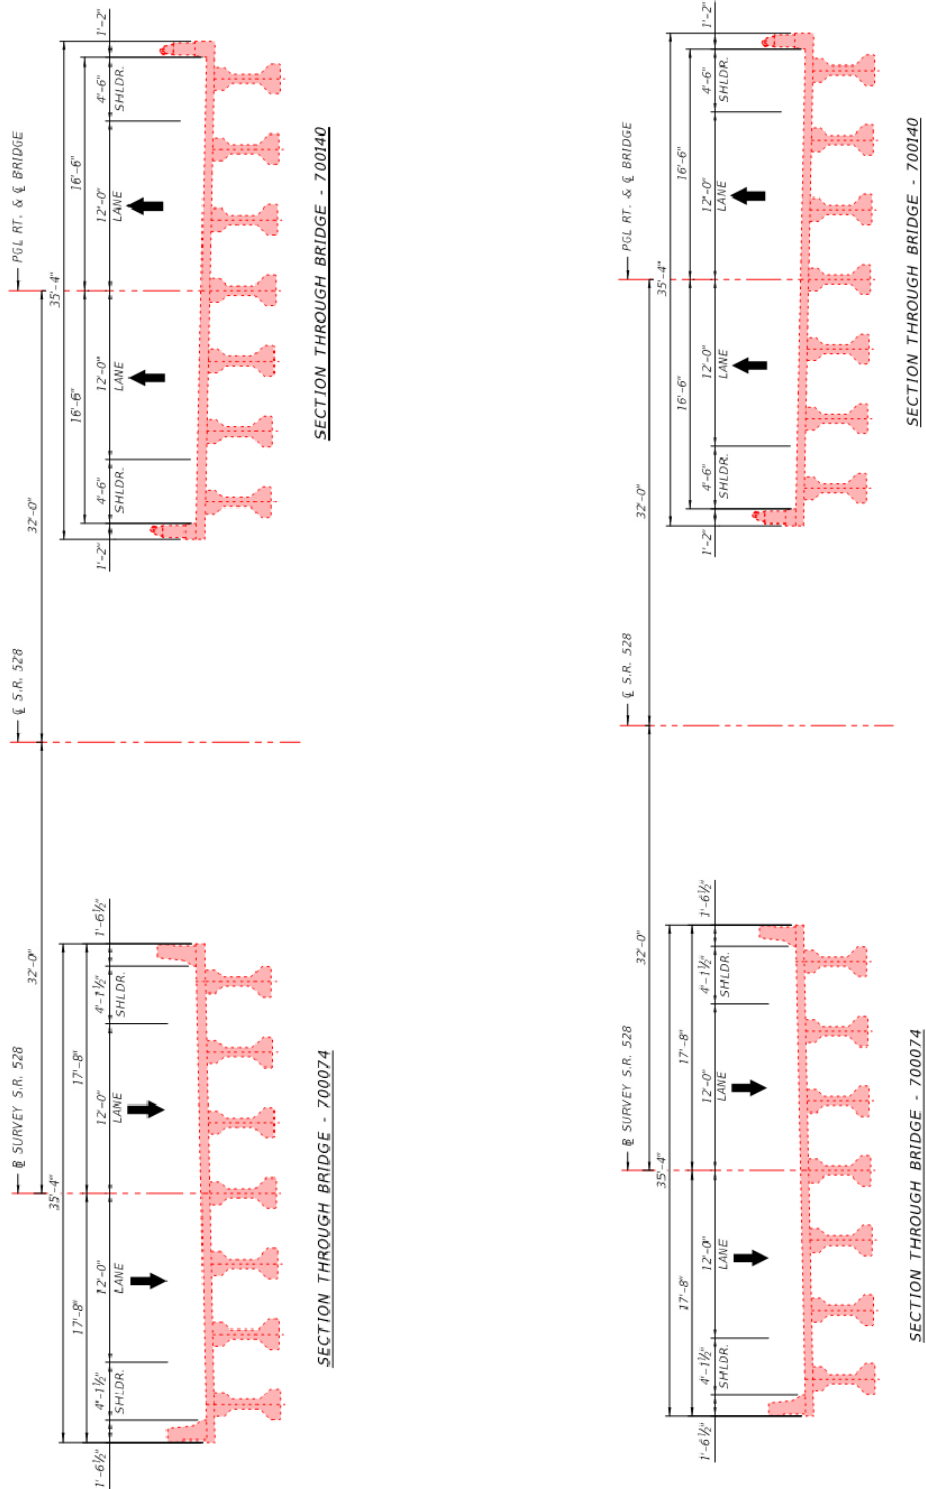 BL SURVEY S.R. 528 ℄ S.R. 528 PGL RT. & ℄ BRIDGE
32'-0" 32'-0"
35'-4" 35'-4"
17'-8" 17'-8" 16'-6" 16'-6"
1'-6½" 4'-1½" 12'-0" 12'-0" 4'-1½" 1'-6½" 1'-2" 4'-6" 12'-0" 12'-0" 4'-6" 1'-2"
SHLDR. LANE LANE SHLDR. SHLDR. LANE LANE SHLDR.
SECTION THROUGH BRIDGE - 700074 SECTION THROUGH BRIDGE - 700140
BL SURVEY S.R. 528 ℄ S.R. 528 PGL RT. & ℄ BRIDGE
32'-0" 32'-0"
35'-4" 35'-4"
17'-8" 17'-8" 16'-6" 16'-6"
1'-6½" 4'-1½" 12'-0" 12'-0" 4'-1½" 1'-6½" 1'-2" 4'-6" 12'-0" 12'-0" 4'-6" 1'-2"
SHLDR. LANE LANE SHLDR. SHLDR. LANE LANE SHLDR.
SECTION THROUGH BRIDGE - 700074 SECTION THROUGH BRIDGE - 700140